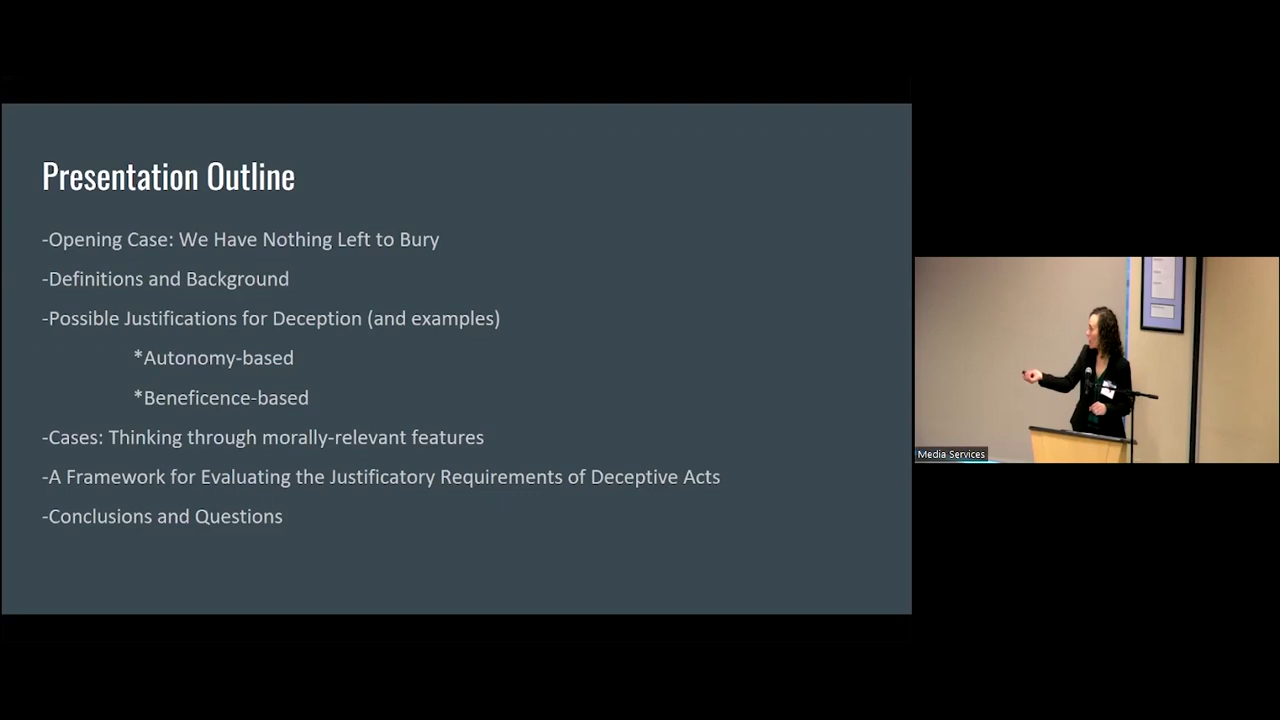 Presentation Outline
-Opening Case: We Have Nothing Left to Bury
-Definitions and Background
-Possible Justifications for Deception (and examples)
*Autonomy-based
*Beneficence-based
-Cases: Thinking through morally-relevant features
-A Framework for Evaluating the Justificatory Requirements of Deceptive Acts
-Conclusions and Questions
Media Services